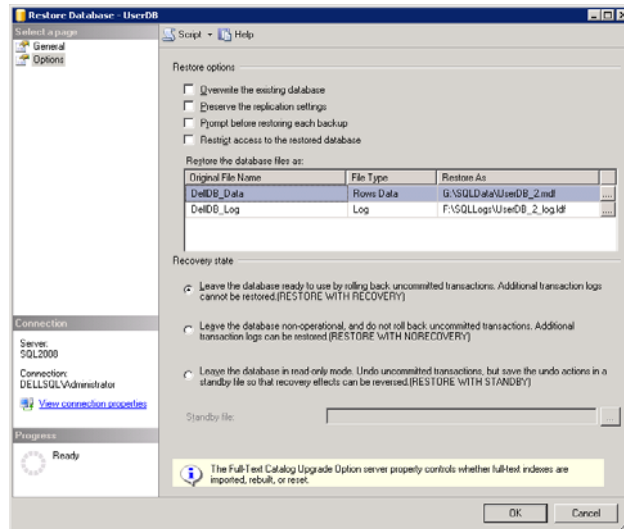 Restore Database - UserDB
Select a page
General
Options
Script
Help
Restore options
Overwrite the existing database
Preserve the replication settings
Prompt before restoring each backup
Restrict access to the restored database
Restore the database files as:
Original File Name File Type Restore As
DellDB_Data Rows Data G:\SQLData\UserDB_2.mdf ...
DellDB_Log Log F:\SQLLogs\UserDB_2_log.ldf ...
Recovery state
Leave the database ready to use by rolling back uncommitted transactions. Additional transaction logs
cannot be restored.(RESTORE WITH RECOVERY)
Leave the database non-operational, and do not roll back uncommitted transactions. Additional
transaction logs can be restored.(RESTORE WITH NORECOVERY)
Leave the database in read-only mode. Undo uncommitted transactions, but save the undo actions in a
standby file so that recovery effects can be reversed.(RESTORE WITH STANDBY)
Standby file: ...
Connection
Server:
SQL2008
Connection:
DELLSQL\Administrator
View connection properties
Progress
Ready
The Full-Text Catalog Upgrade Option server property controls whether full-text indexes are
imported, rebuilt, or reset.
OK Cancel